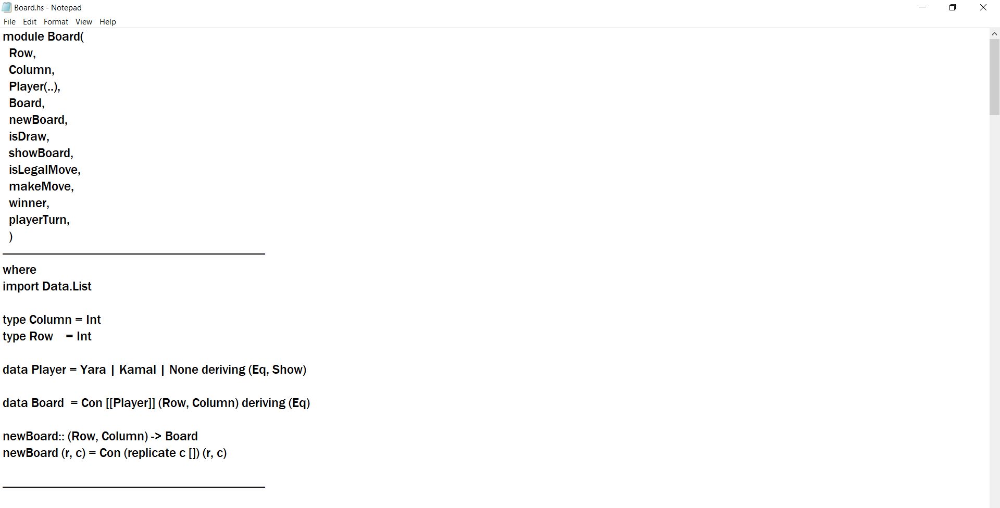 Board.hs - Notepad
File Edit Format View Help
module Board(
  Row,
  Column,
  Player(..),
  Board,
  newBoard,
  isDraw,
  showBoard,
  isLegalMove,
  makeMove,
  winner,
  playerTurn,
  )
where
import Data.List
type Column = Int
type Row    = Int
data Player = Yara | Kamal | None deriving (Eq, Show)
data Board  = Con [[Player]] (Row, Column) deriving (Eq)
newBoard:: (Row, Column) -> Board
newBoard (r, c) = Con (replicate c []) (r, c)